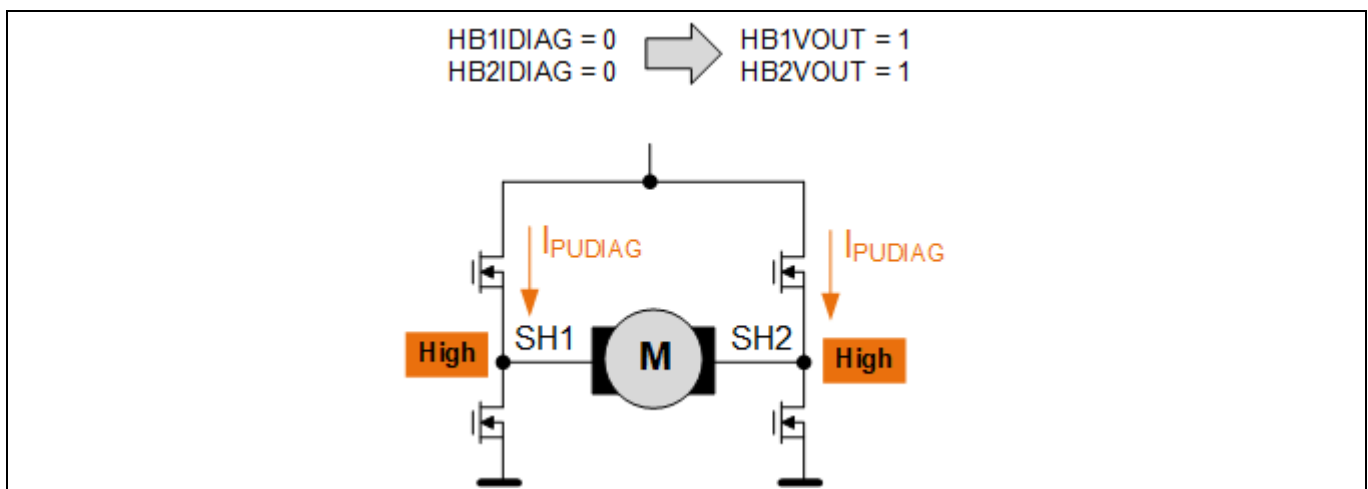 HB1IDIAG = 0 HB1VOUT = 1
HB2IDIAG = 0 HB2VOUT = 1
IPUDIAG IPUDIAG
High SH1 M SH2 High